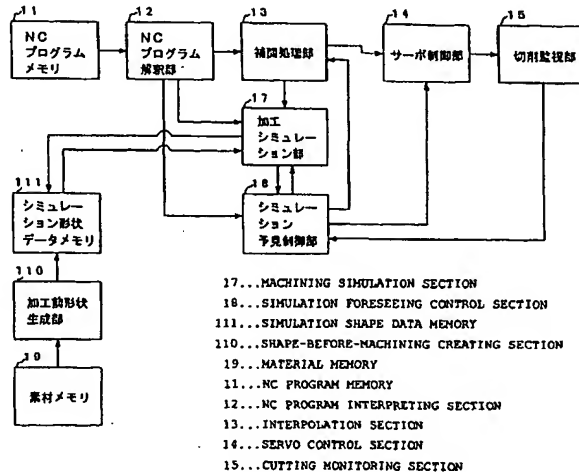 11
NC
プログラム
メモリ
12
NC
プログラム
解釈部
13
補間処理部
14
サーボ制御部
15
切削監視部
17
加工
シミュレー
ション部
18
シミュレー
ション
予見制御部
111
シミュレー
ション形状
データメモリ
110
加工前形状
生成部
19
素材メモリ
17...MACHINING SIMULATION SECTION
18...SIMULATION FORESEEING CONTROL SECTION
111...SIMULATION SHAPE DATA MEMORY
110...SHAPE-BEFORE-MACHINING CREATING SECTION
19...MATERIAL MEMORY
11...NC PROGRAM MEMORY
12...NC PROGRAM INTERPRETING SECTION
13...INTERPOLATION SECTION
14...SERVO CONTROL SECTION
15...CUTTING MONITORING SECTION